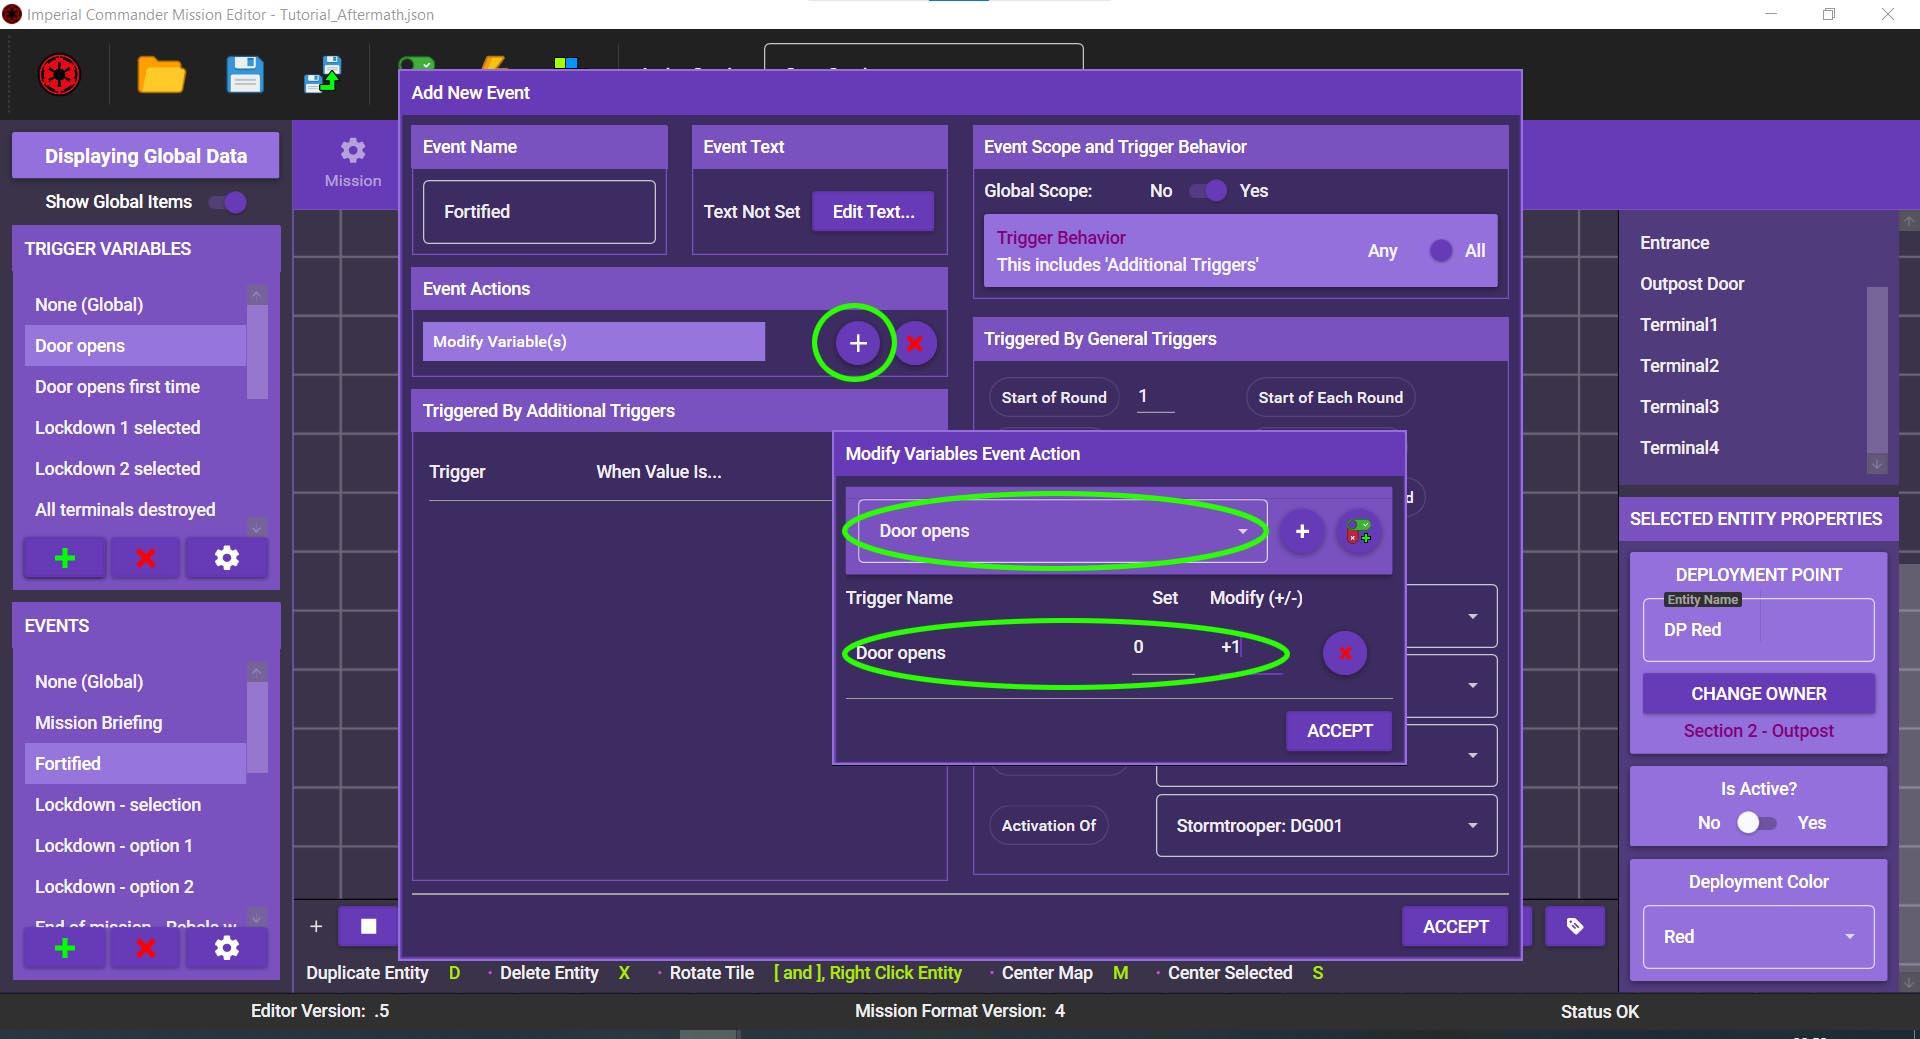 Imperial Commander Mission Editor - Tutorial_Aftermath.json
Add New Event
Displaying Global Data
Show Global Items
TRIGGER VARIABLES
None (Global)
Door opens
Door opens first time
Lockdown 1 selected
Lockdown 2 selected
All terminals destroyed
EVENTS
None (Global)
Mission Briefing
Fortified
Lockdown - selection
Lockdown - option 1
Lockdown - option 2
End of mission - Rebels w
Mission
Event Name
Fortified
Event Text
Text Not Set
Edit Text...
Event Actions
Modify Variable(s)
Triggered By Additional Triggers
Trigger
When Value Is...
Event Scope and Trigger Behavior
Global Scope:
No
Yes
Trigger Behavior
This includes 'Additional Triggers'
Any
All
Triggered By General Triggers
Start of Round
1
Start of Each Round
d
Modify Variables Event Action
Door opens
Trigger Name
Set
Modify (+/-)
Door opens
0
+1
ACCEPT
Activation Of
Stormtrooper: DG001
ACCEPT
Entrance
Outpost Door
Terminal1
Terminal2
Terminal3
Terminal4
SELECTED ENTITY PROPERTIES
DEPLOYMENT POINT
Entity Name
DP Red
CHANGE OWNER
Section 2 - Outpost
Is Active?
No
Yes
Deployment Color
Red
Duplicate Entity D · Delete Entity X · Rotate Tile [ and ], Right Click Entity · Center Map M · Center Selected S
Editor Version: .5
Mission Format Version: 4
Status OK